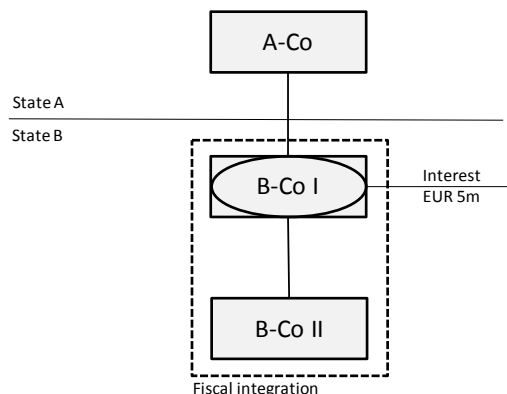 A-Co
State A
State B
B-Co I
Interest
EUR 5m
B-Co II
Fiscal integration